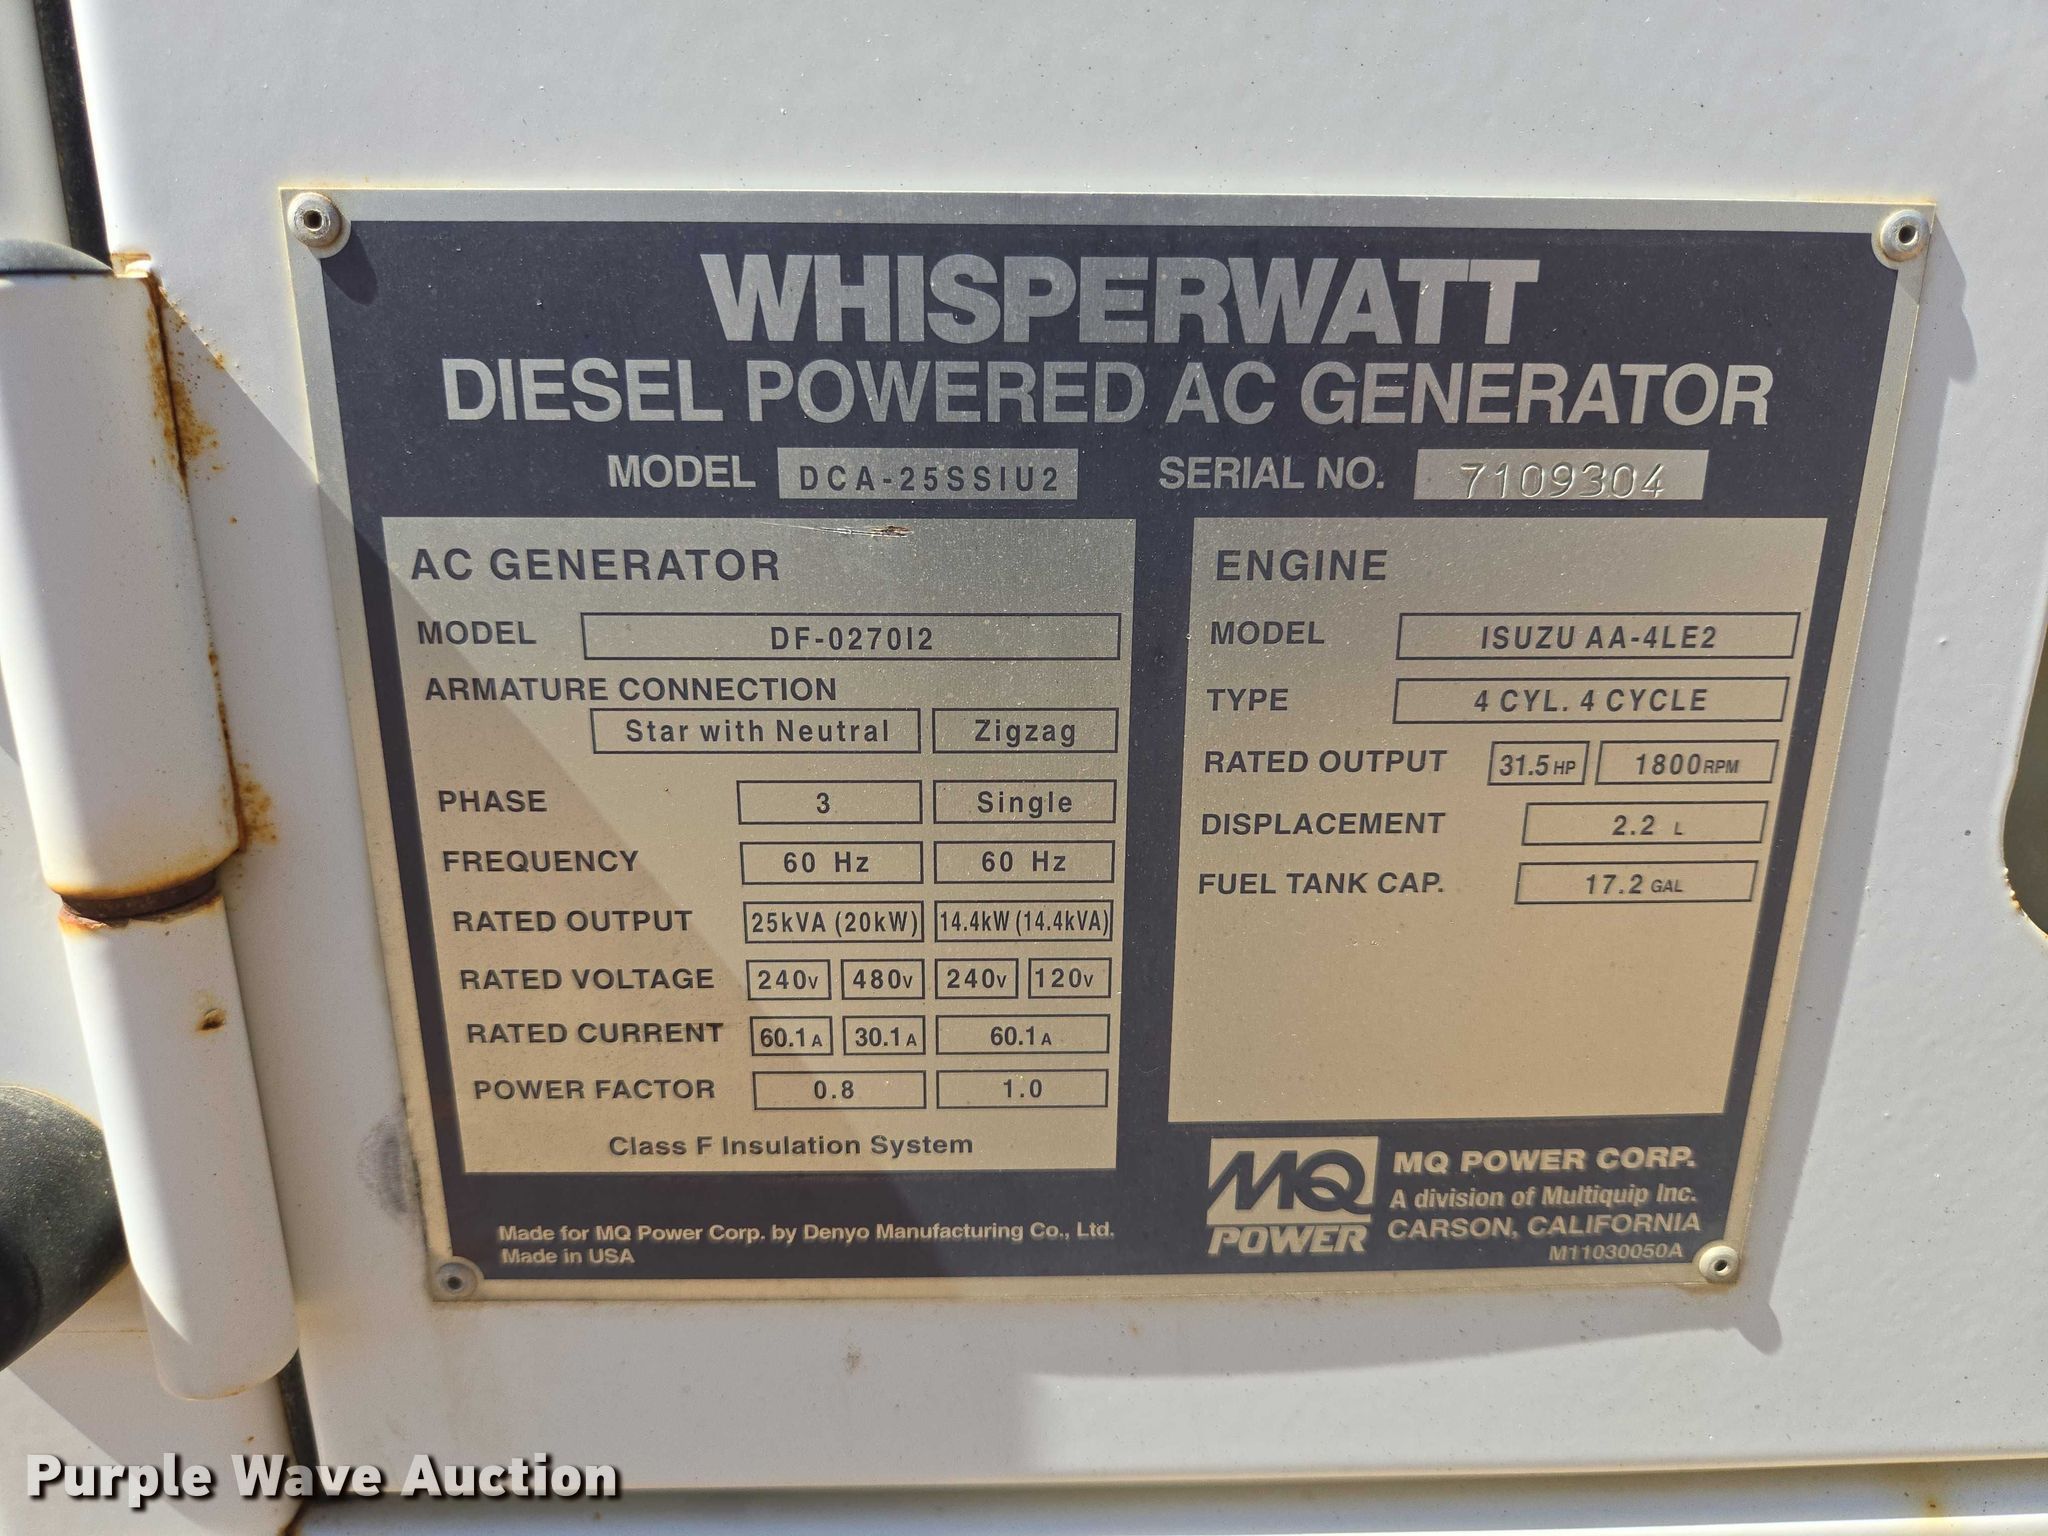 WHISPERWATT
DIESEL POWERED AC GENERATOR
MODEL DCA-25SSIU2 SERIAL NO. 7109304
AC GENERATOR
MODEL DF-0270I2
ARMATURE CONNECTION
Star with Neutral Zigzag
PHASE 3 Single
FREQUENCY 60 Hz 60 Hz
RATED OUTPUT 25kVA (20kW) 14.4kW (14.4kVA)
RATED VOLTAGE 240V 480V 240V 120V
RATED CURRENT 60.1A 30.1A 60.1A
POWER FACTOR 0.8 1.0
Class F Insulation System
ENGINE
MODEL ISUZU AA-4LE2
TYPE 4 CYL. 4 CYCLE
RATED OUTPUT 31.5 HP 1800 RPM
DISPLACEMENT 2.2 L
FUEL TANK CAP. 17.2 GAL
Made for MQ Power Corp. by Denyo Manufacturing Co., Ltd.
Made in USA
MQ
POWER
MQ POWER CORP.
A division of Multiquip Inc.
CARSON, CALIFORNIA
M11030050A
Purple Wave Auction